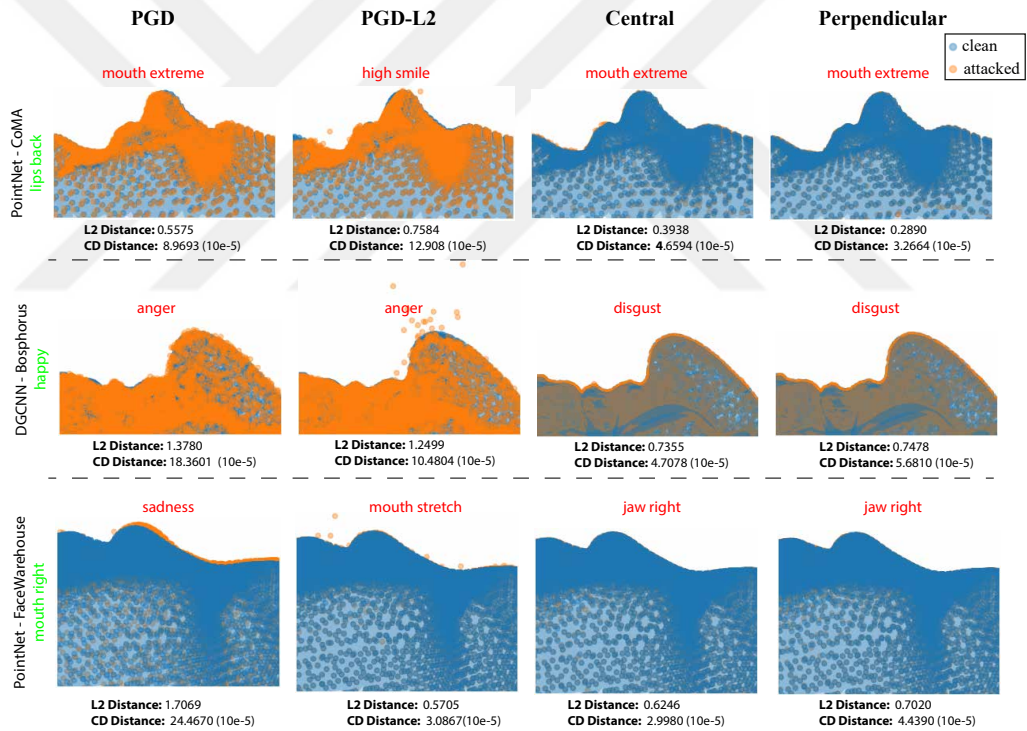 PGD
PGD-L2
Central
Perpendicular
clean
attacked
PointNet - CoMA
lips back
mouth extreme
high smile
mouth extreme
mouth extreme
L2 Distance: 0.5575
CD Distance: 8.9693 (10e-5)
L2 Distance: 0.7584
CD Distance: 12.908 (10e-5)
L2 Distance: 0.3938
CD Distance: 4.6594 (10e-5)
L2 Distance: 0.2890
CD Distance: 3.2664 (10e-5)
DGCNN - Bosphorus
happy
anger
anger
disgust
disgust
L2 Distance: 1.3780
CD Distance: 18.3601 (10e-5)
L2 Distance: 1.2499
CD Distance: 10.4804 (10e-5)
L2 Distance: 0.7355
CD Distance: 4.7078 (10e-5)
L2 Distance: 0.7478
CD Distance: 5.6810 (10e-5)
PointNet - FaceWarehouse
mouth right
sadness
mouth stretch
jaw right
jaw right
L2 Distance: 1.7069
CD Distance: 24.4670 (10e-5)
L2 Distance: 0.5705
CD Distance: 3.0867(10e-5)
L2 Distance: 0.6246
CD Distance: 2.9980 (10e-5)
L2 Distance: 0.7020
CD Distance: 4.4390 (10e-5)